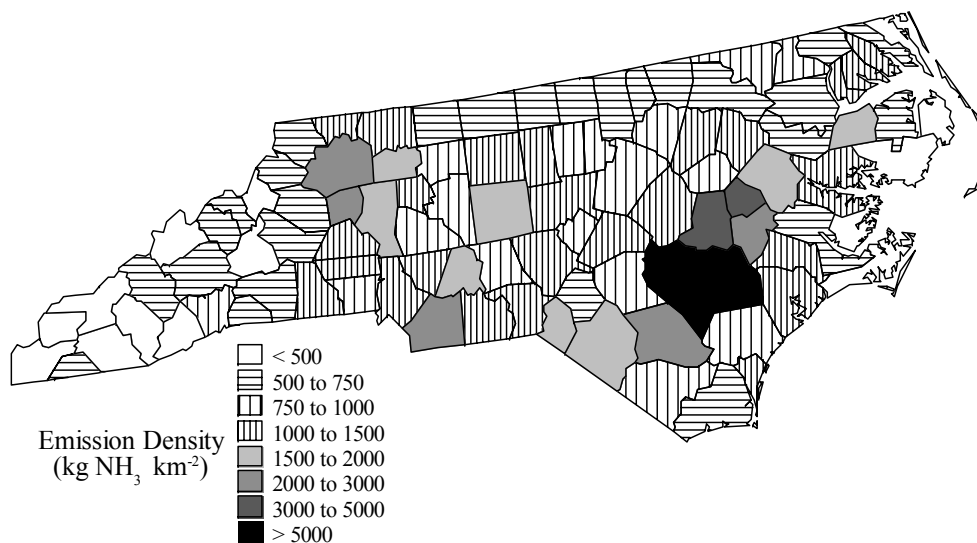 < 500
500 to 750
750 to 1000
1000 to 1500
1500 to 2000
2000 to 3000
3000 to 5000
> 5000
Emission Density
(kg NH₃ km⁻²)